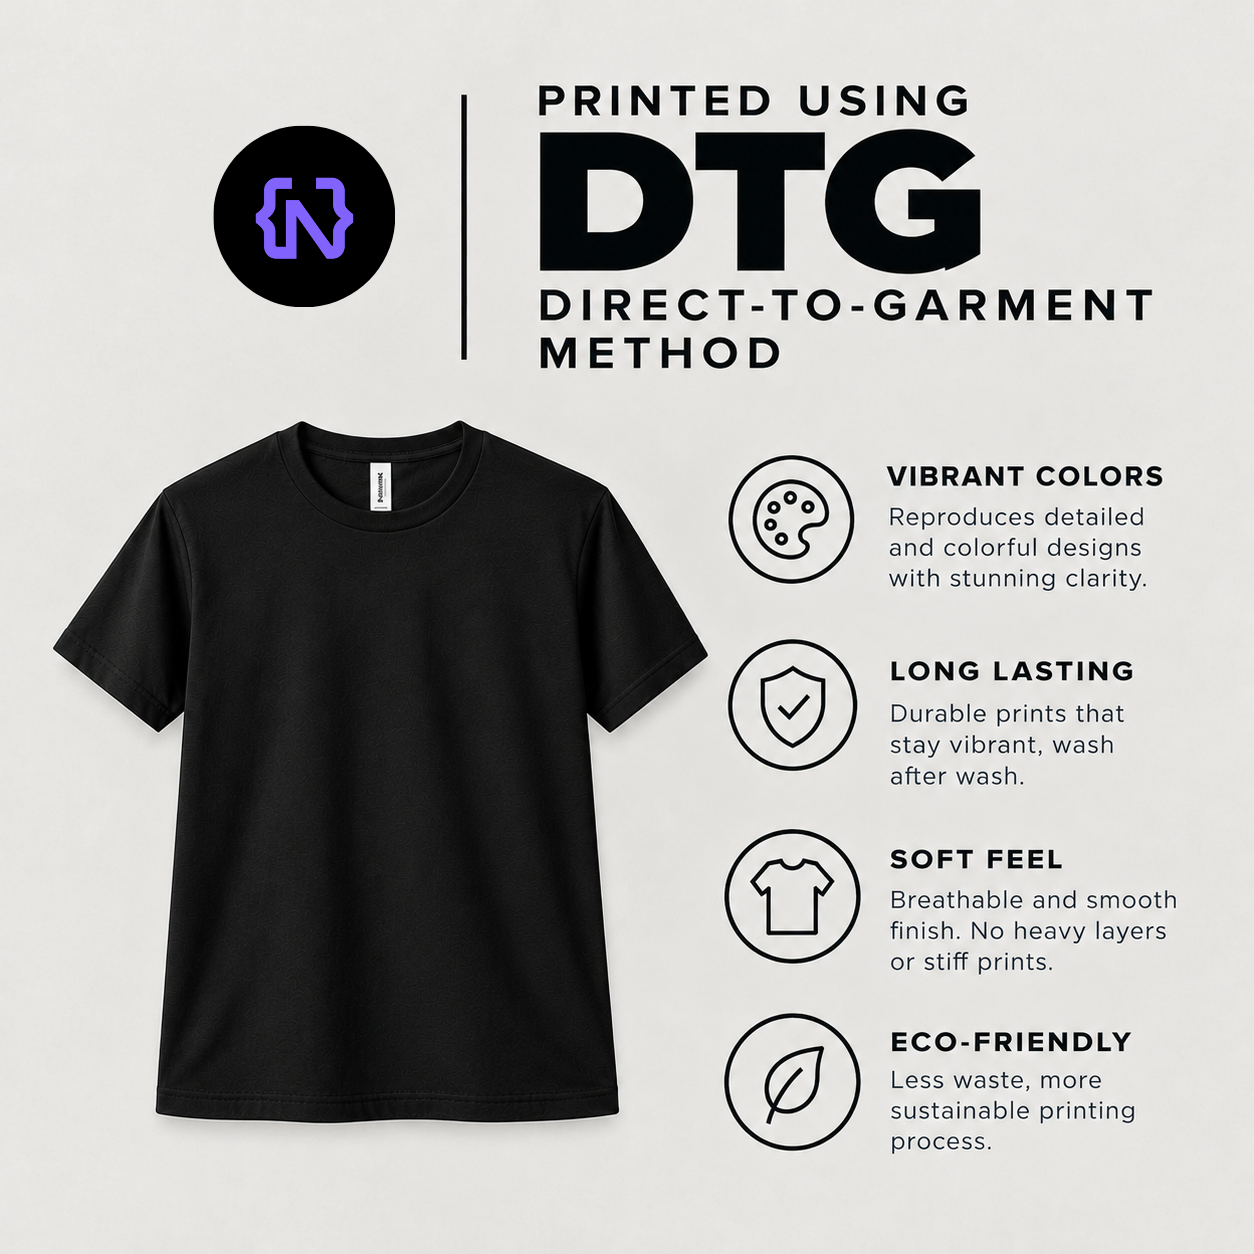 {N}
PRINTED USING
DTG
DIRECT-TO-GARMENT
METHOD
VIBRANT COLORS
Reproduces detailed
and colorful designs
with stunning clarity.
LONG LASTING
Durable prints that
stay vibrant, wash
after wash.
SOFT FEEL
Breathable and smooth
finish. No heavy layers
or stiff prints.
ECO-FRIENDLY
Less waste, more
sustainable printing
process.